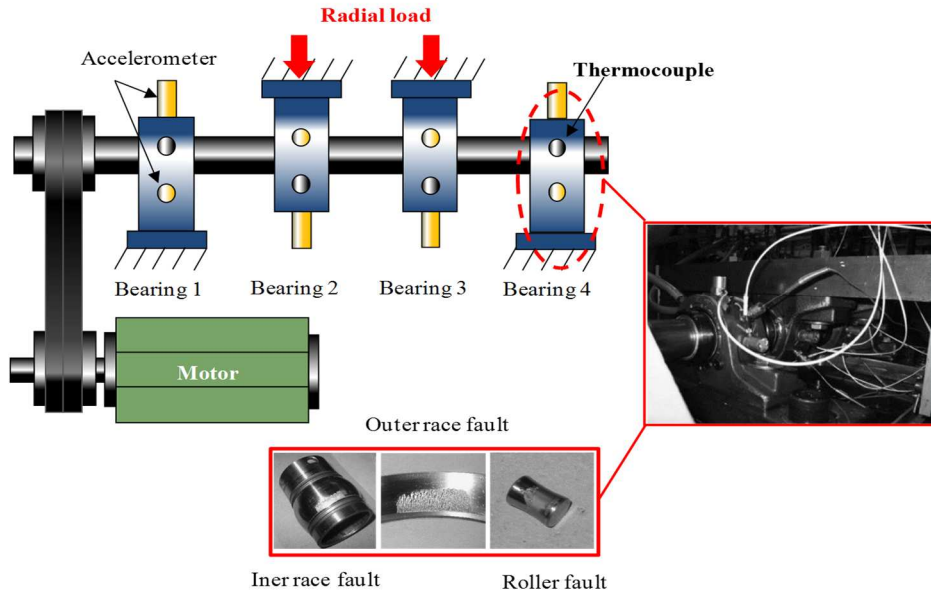 Radial load
Accelerometer
Thermocouple
Bearing 1
Bearing 2
Bearing 3
Bearing 4
Motor
Outer race fault
Iner race fault
Roller fault